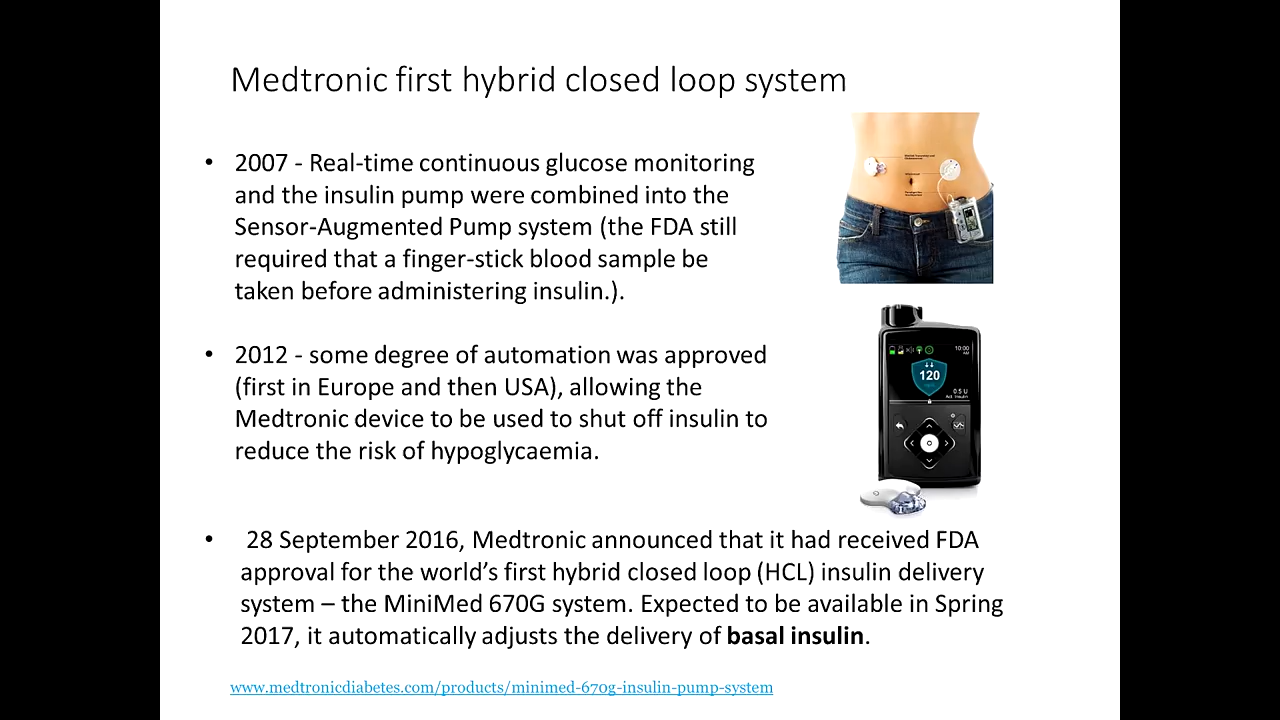 Medtronic first hybrid closed loop system
• 2007 - Real-time continuous glucose monitoring
and the insulin pump were combined into the
Sensor-Augmented Pump system (the FDA still
required that a finger-stick blood sample be
taken before administering insulin.).
• 2012 - some degree of automation was approved
(first in Europe and then USA), allowing the
Medtronic device to be used to shut off insulin to
reduce the risk of hypoglycaemia.
10:00
AM
120
0.5 U
Act. Insulin
• 28 September 2016, Medtronic announced that it had received FDA
approval for the world’s first hybrid closed loop (HCL) insulin delivery
system – the MiniMed 670G system. Expected to be available in Spring
2017, it automatically adjusts the delivery of basal insulin.
www.medtronicdiabetes.com/products/minimed-670g-insulin-pump-system